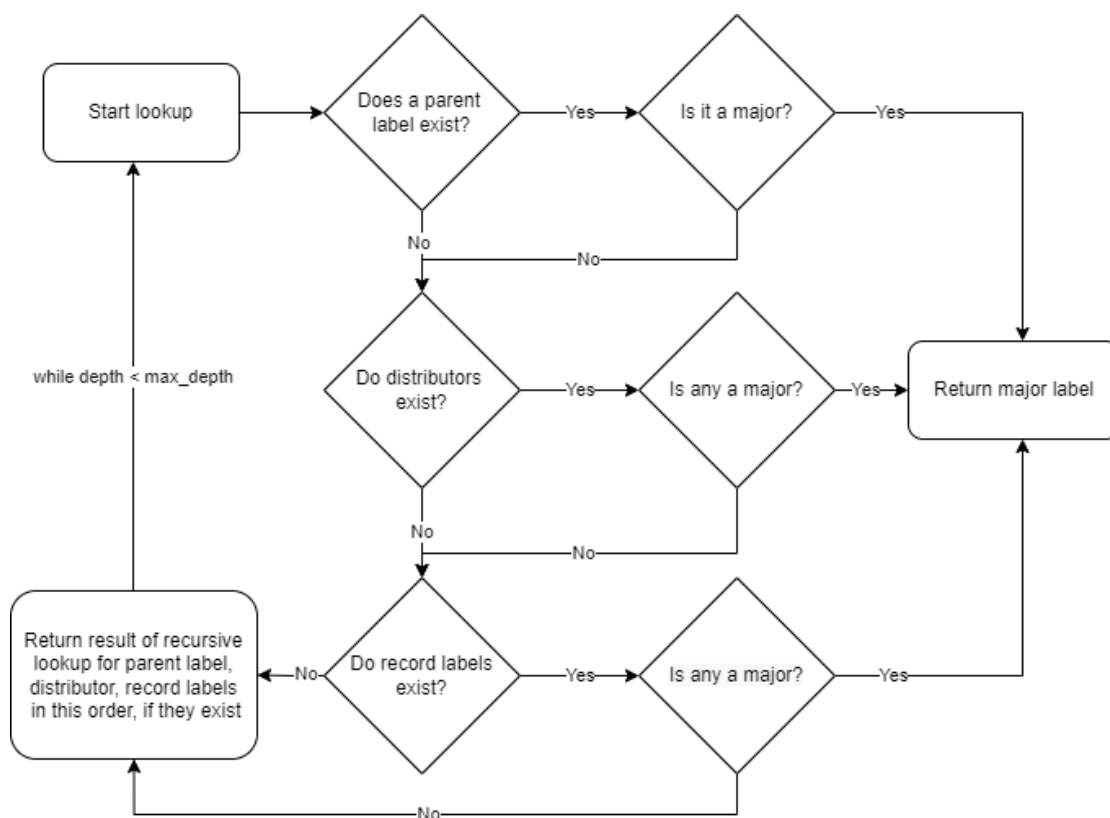 Start lookup
Does a parent
label exist?
Yes
Is it a major?
Yes
No
No
while depth < max_depth
Do distributors
exist?
Yes
Is any a major?
Yes
Return major label
No
No
Return result of recursive
lookup for parent label,
distributor, record labels
in this order, if they exist
No
Do record labels
exist?
Yes
Is any a major?
Yes
No